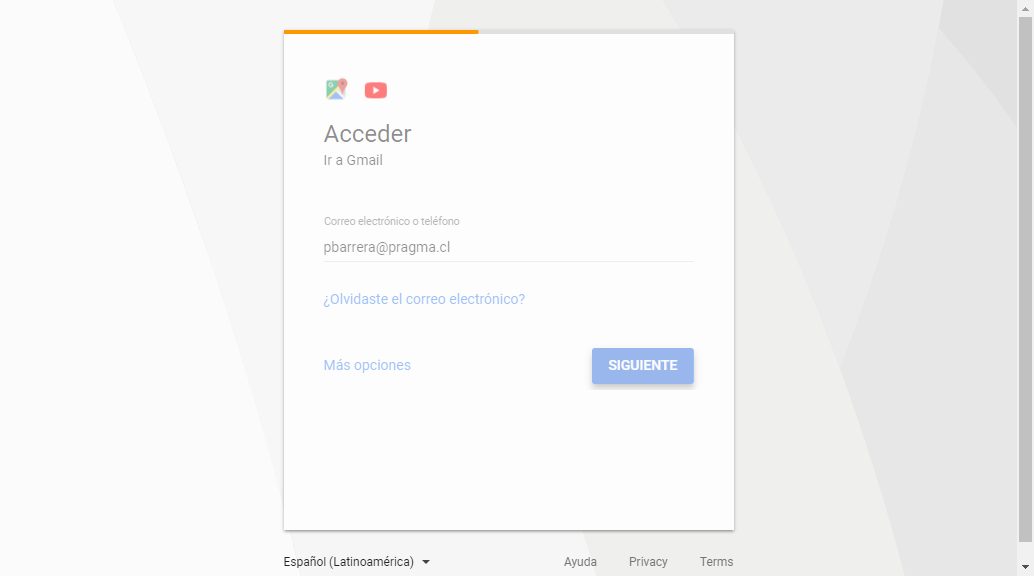 Acceder
Ir a Gmail
Correo electrónico o teléfono
pbarrera@pragma.cl
¿Olvidaste el correo electrónico?
Más opciones
SIGUIENTE
Español (Latinoamérica)
Ayuda
Privacy
Terms